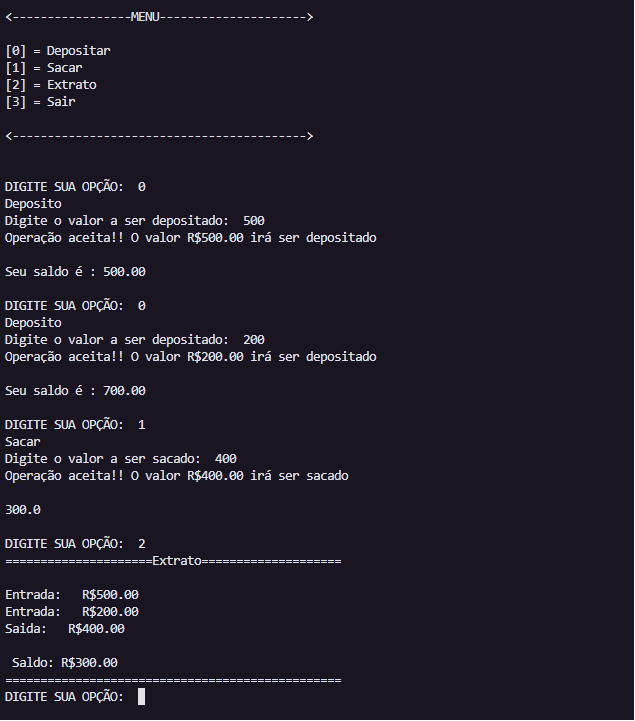 <-----------------MENU--------------------->
[0] = Depositar
[1] = Sacar
[2] = Extrato
[3] = Sair
<------------------------------------------>
DIGITE SUA OPÇÃO:  0
Deposito
Digite o valor a ser depositado:  500
Operação aceita!! O valor R$500.00 irá ser depositado
Seu saldo é : 500.00
DIGITE SUA OPÇÃO:  0
Deposito
Digite o valor a ser depositado:  200
Operação aceita!! O valor R$200.00 irá ser depositado
Seu saldo é : 700.00
DIGITE SUA OPÇÃO:  1
Sacar
Digite o valor a ser sacado:  400
Operação aceita!! O valor R$400.00 irá ser sacado
300.0
DIGITE SUA OPÇÃO:  2
=====================Extrato====================
Entrada:   R$500.00
Entrada:   R$200.00
Saida:   R$400.00
 Saldo: R$300.00
================================================
DIGITE SUA OPÇÃO: